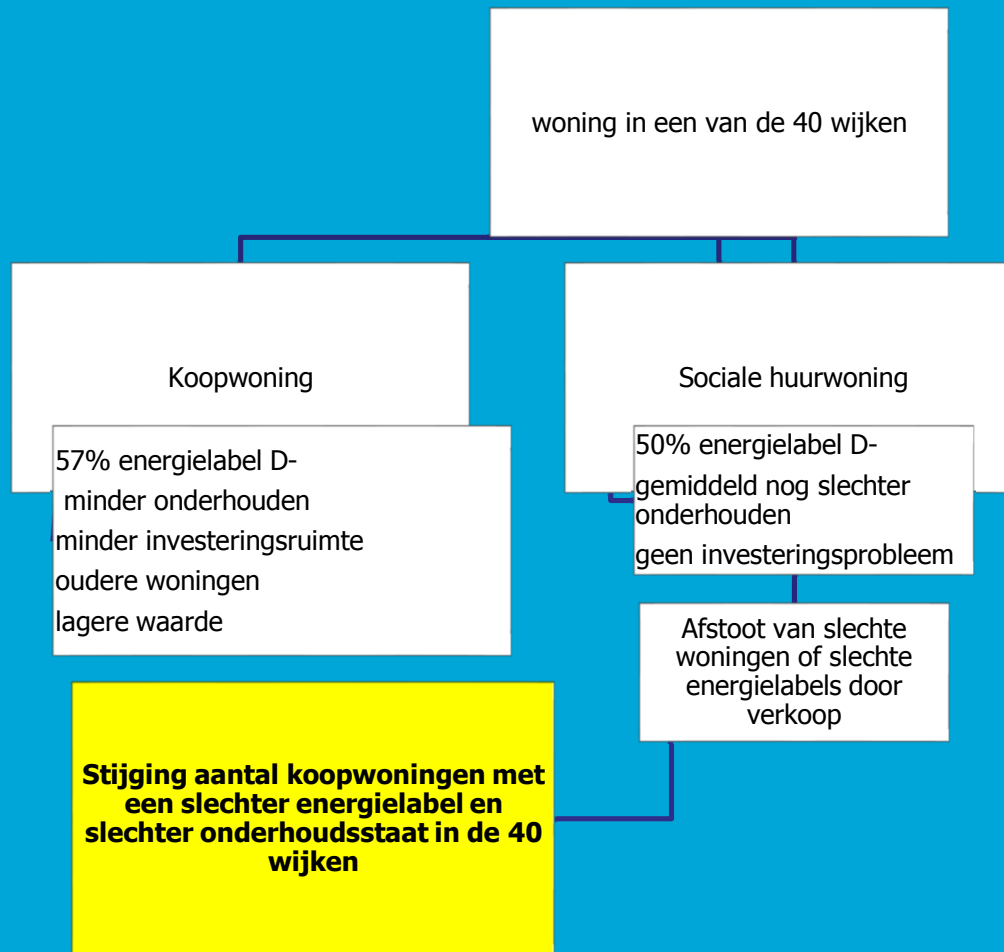 woning in een van de 40 wijken
Koopwoning
57% energielabel D-
minder onderhouden
minder investeringsruimte
oudere woningen
lagere waarde
Sociale huurwoning
50% energielabel D-
gemiddeld nog slechter
onderhouden
geen investeringsprobleem
Afstoot van slechte
woningen of slechte
energielabels door
verkoop
Stijging aantal koopwoningen met
een slechter energielabel en
slechter onderhoudsstaat in de 40
wijken